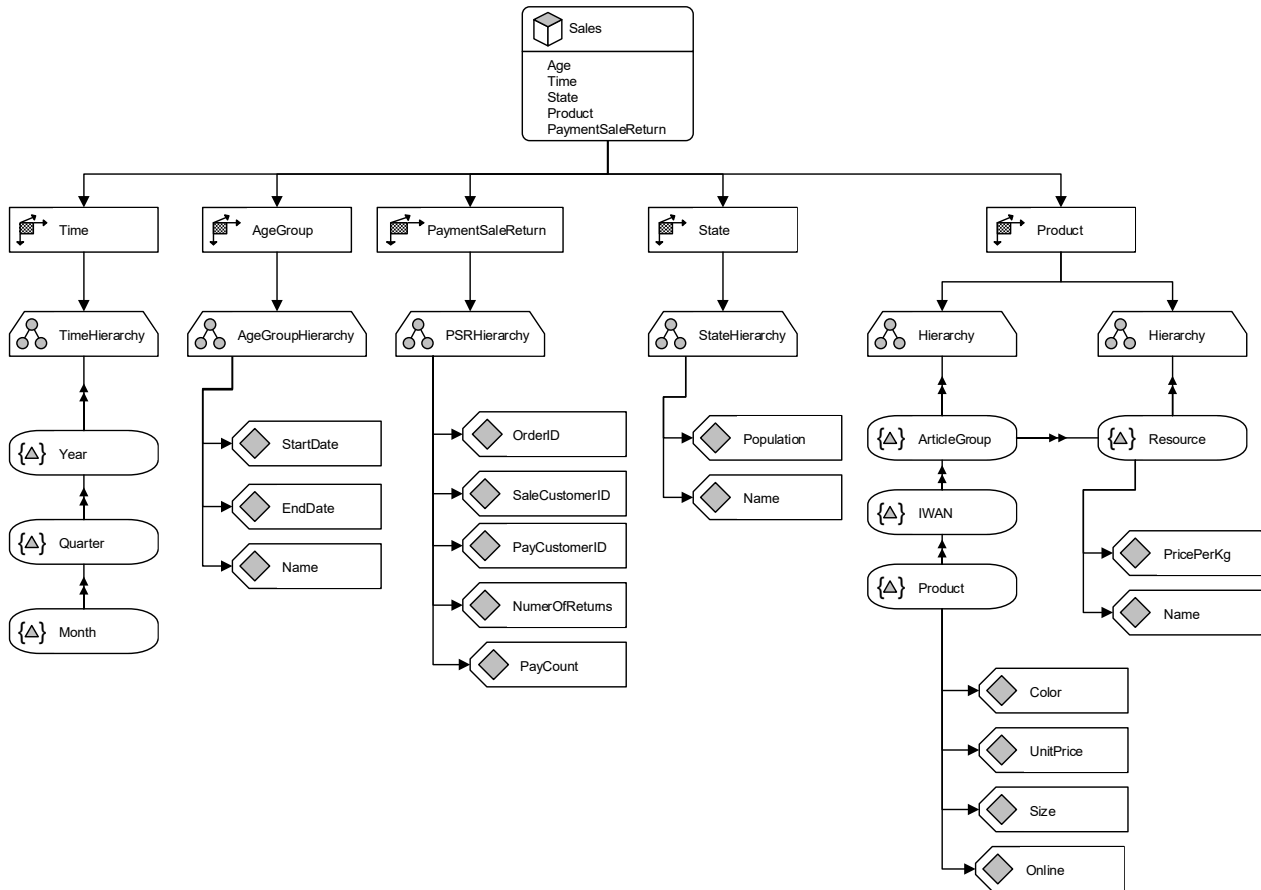 Sales
Age
Time
State
Product
PaymentSaleReturn
Time
AgeGroup
PaymentSaleReturn
State
Product
TimeHierarchy
AgeGroupHierarchy
PSRHierarchy
StateHierarchy
Hierarchy
Hierarchy
Year
Quarter
Month
StartDate
EndDate
Name
OrderID
SaleCustomerID
PayCustomerID
NumerOfReturns
PayCount
Population
Name
ArticleGroup
IWAN
Product
Resource
PricePerKg
Name
Color
UnitPrice
Size
Online